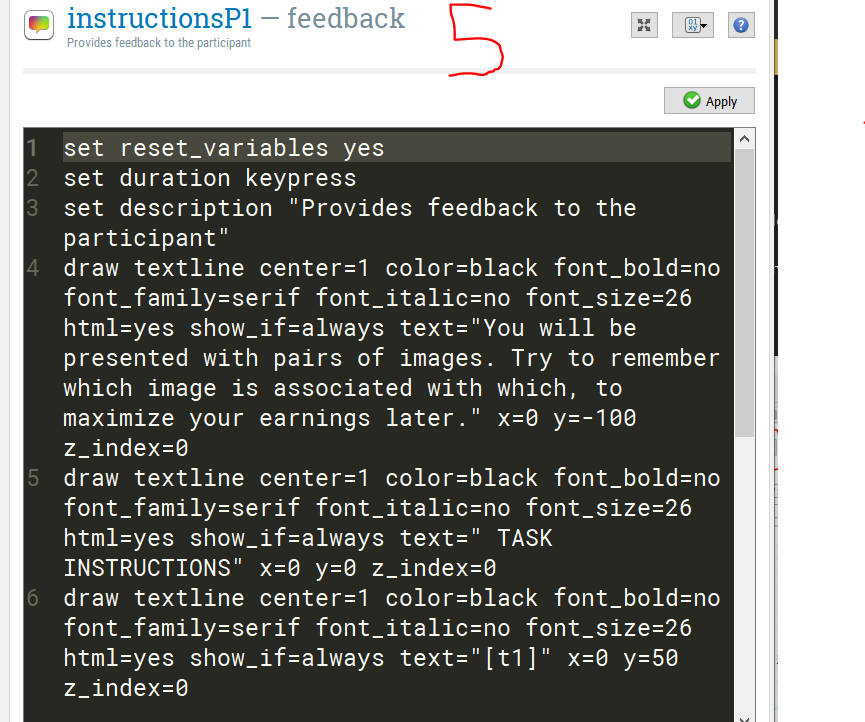 instructionsP1 — feedback
Provides feedback to the participant
5
01
xy
?
Apply
1 set reset_variables yes
2 set duration keypress
3 set description "Provides feedback to the
participant"
4 draw textline center=1 color=black font_bold=no
font_family=serif font_italic=no font_size=26
html=yes show_if=always text="You will be
presented with pairs of images. Try to remember
which image is associated with which, to
maximize your earnings later." x=0 y=-100
z_index=0
5 draw textline center=1 color=black font_bold=no
font_family=serif font_italic=no font_size=26
html=yes show_if=always text=" TASK
INSTRUCTIONS" x=0 y=0 z_index=0
6 draw textline center=1 color=black font_bold=no
font_family=serif font_italic=no font_size=26
html=yes show_if=always text="[t1]" x=0 y=50
z_index=0